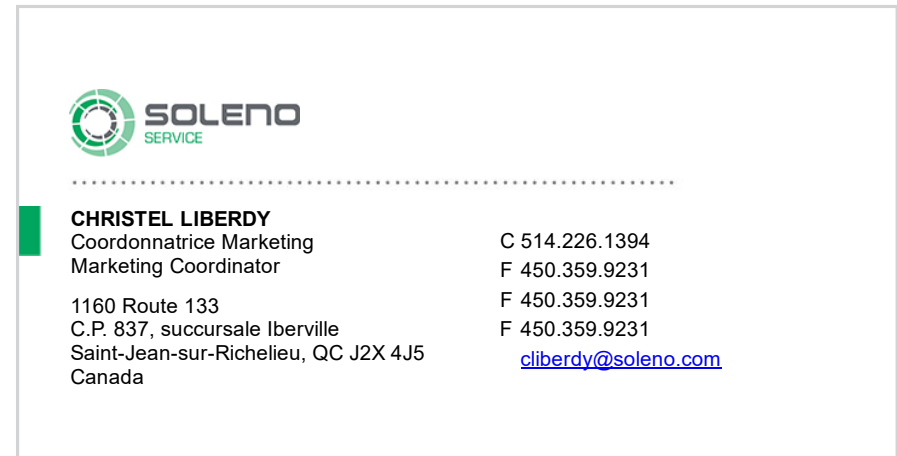 SOLENO
SERVICE
CHRISTEL LIBERDY
Coordonnatrice Marketing
Marketing Coordinator
1160 Route 133
C.P. 837, succursale Iberville
Saint-Jean-sur-Richelieu, QC J2X 4J5
Canada
C 514.226.1394
F 450.359.9231
F 450.359.9231
F 450.359.9231
cliberdy@soleno.com